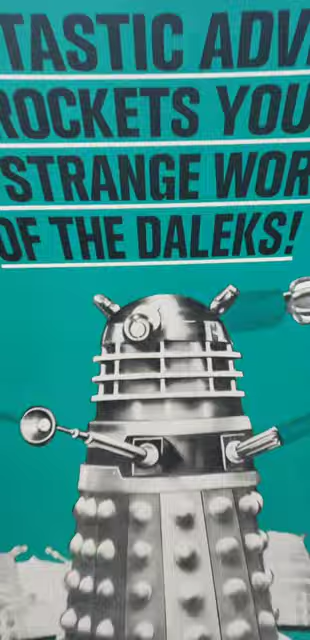 TASTIC ADV
ROCKETS YOU
STRANGE WOR
OF THE DALEKS!